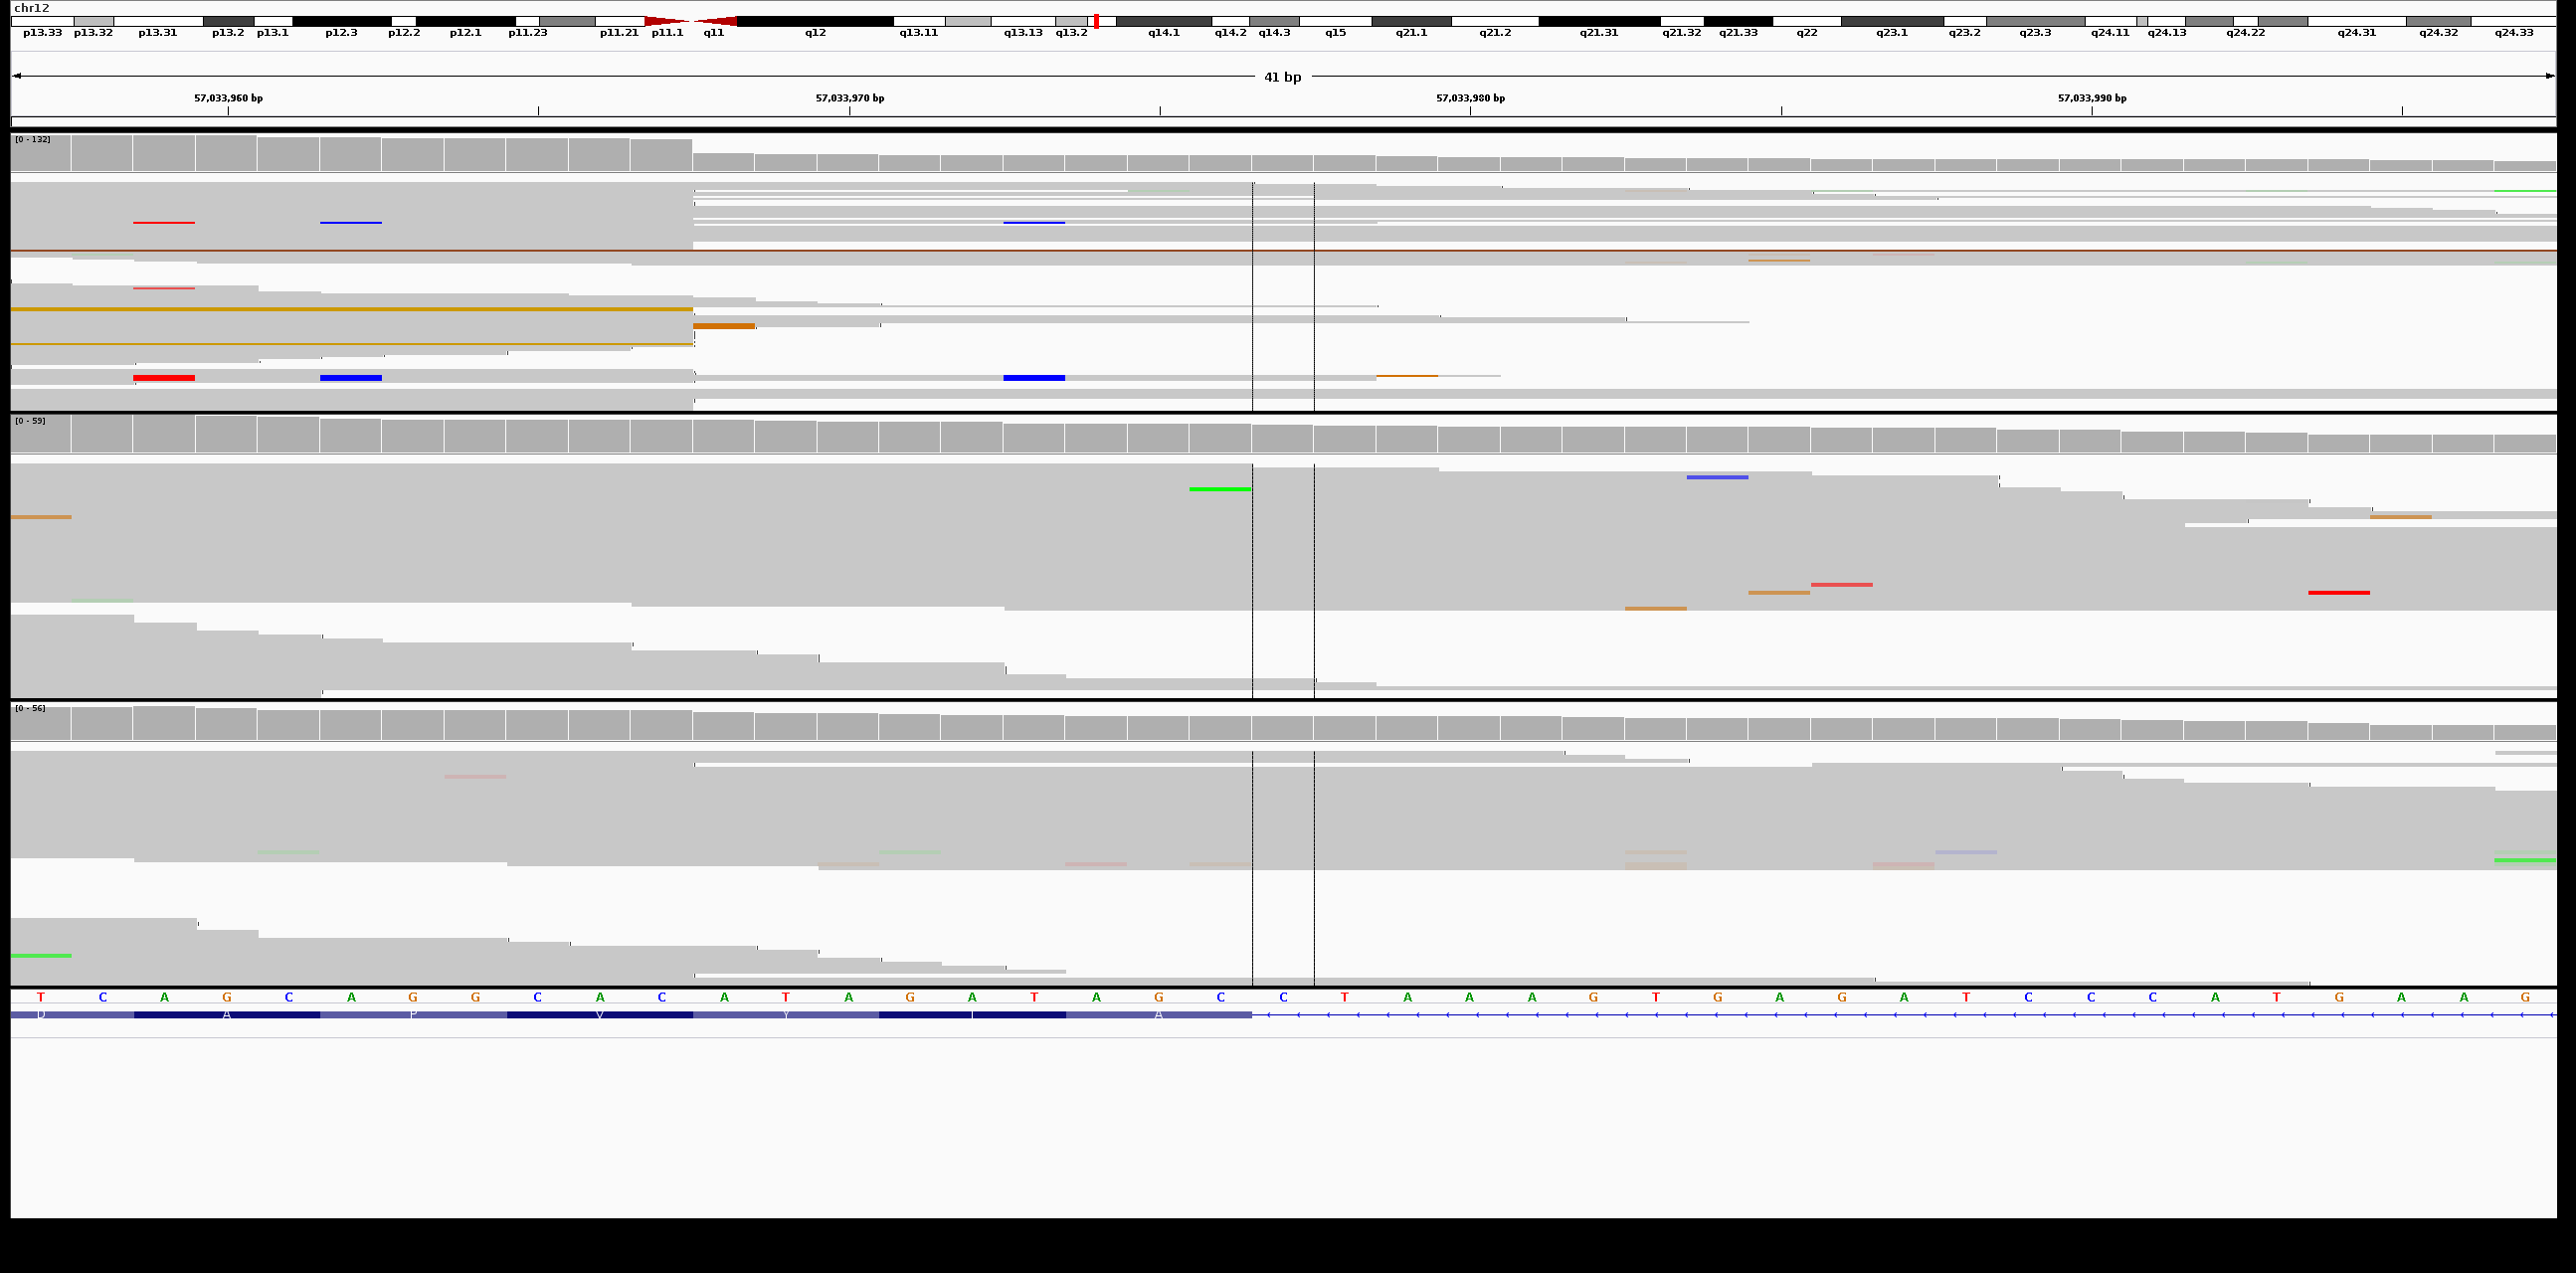 chr12
p13.33 p13.32 p13.31 p13.2 p13.1 p12.3 p12.2 p12.1 p11.23 p11.21 p11.1 q11 q12 q13.11 q13.13 q13.2 q14.1 q14.2 q14.3 q15 q21.1 q21.2 q21.31 q21.32 q21.33 q22 q23.1 q23.2 q23.3 q24.11 q24.13 q24.22 q24.31 q24.32 q24.33
41 bp
57,033,960 bp 57,033,970 bp 57,033,980 bp 57,033,990 bp
[0 - 132]
[0 - 59]
[0 - 56]
T C A G C A G G C A C A T A G A T A G C C T A A A G T G A G A T C C C A T G A A G
D A P V Y I A